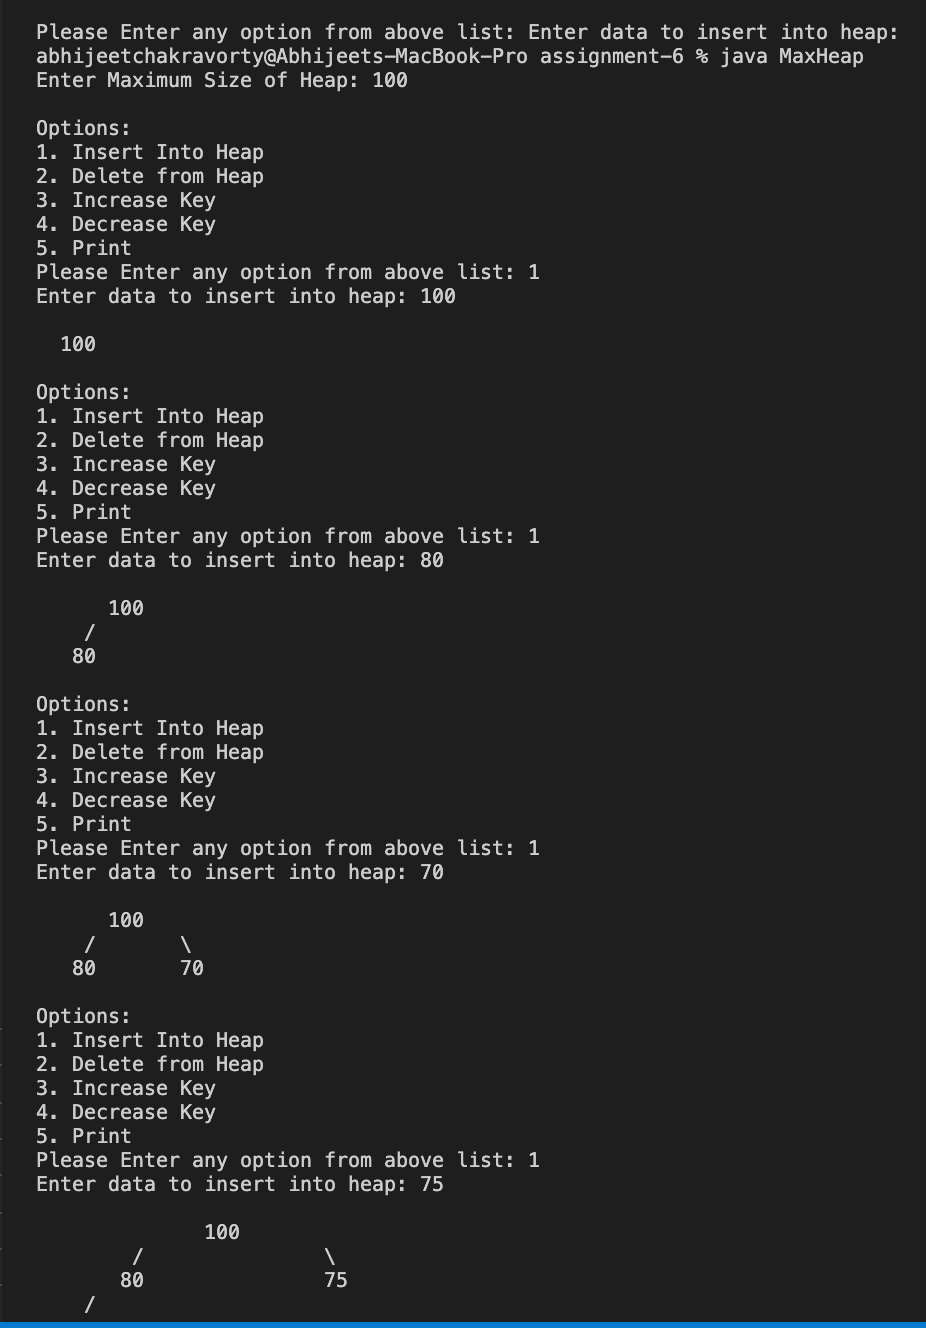 Please Enter any option from above list: Enter data to insert into heap:
abhijeetchakravorty@Abhijeets-MacBook-Pro assignment-6 % java MaxHeap
Enter Maximum Size of Heap: 100

Options:
1. Insert Into Heap
2. Delete from Heap
3. Increase Key
4. Decrease Key
5. Print
Please Enter any option from above list: 1
Enter data to insert into heap: 100

  100

Options:
1. Insert Into Heap
2. Delete from Heap
3. Increase Key
4. Decrease Key
5. Print
Please Enter any option from above list: 1
Enter data to insert into heap: 80

      100
    /
   80

Options:
1. Insert Into Heap
2. Delete from Heap
3. Increase Key
4. Decrease Key
5. Print
Please Enter any option from above list: 1
Enter data to insert into heap: 70

      100
    /       \
   80       70

Options:
1. Insert Into Heap
2. Delete from Heap
3. Increase Key
4. Decrease Key
5. Print
Please Enter any option from above list: 1
Enter data to insert into heap: 75

              100
        /               \
       80               75
    /